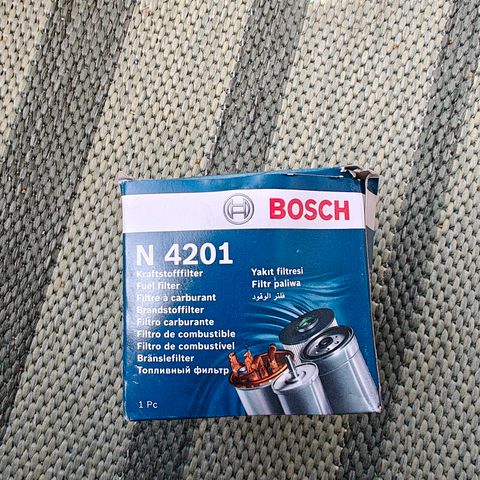 BOSCH
N 4201
Kraftstofffilter
Fuel filter
Filtre à carburant
Brandstoffilter
Filtro carburante
Filtro de combustible
Filtro de combustível
Bränslefilter
Топливный фильтр
Yakıt filtresi
Filtr paliwa
فلتر الوقود
1 Pc